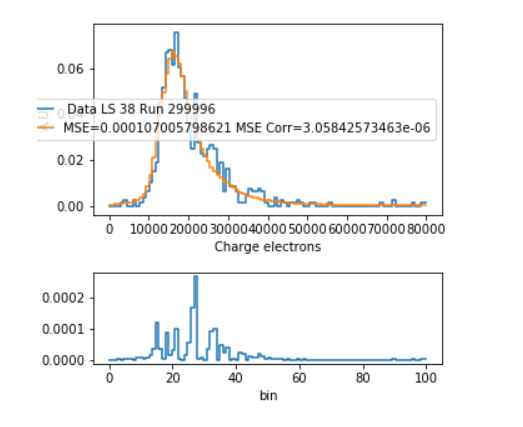 0.06
0.04
A.U.
Data LS 38 Run 299996
MSE=0.000107005798621 MSE Corr=3.05842573463e-06
0.02
0.00
0 10000 20000 30000 40000 50000 60000 70000 80000
Charge electrons
0.0002
0.0001
0.0000
0 20 40 60 80 100
bin